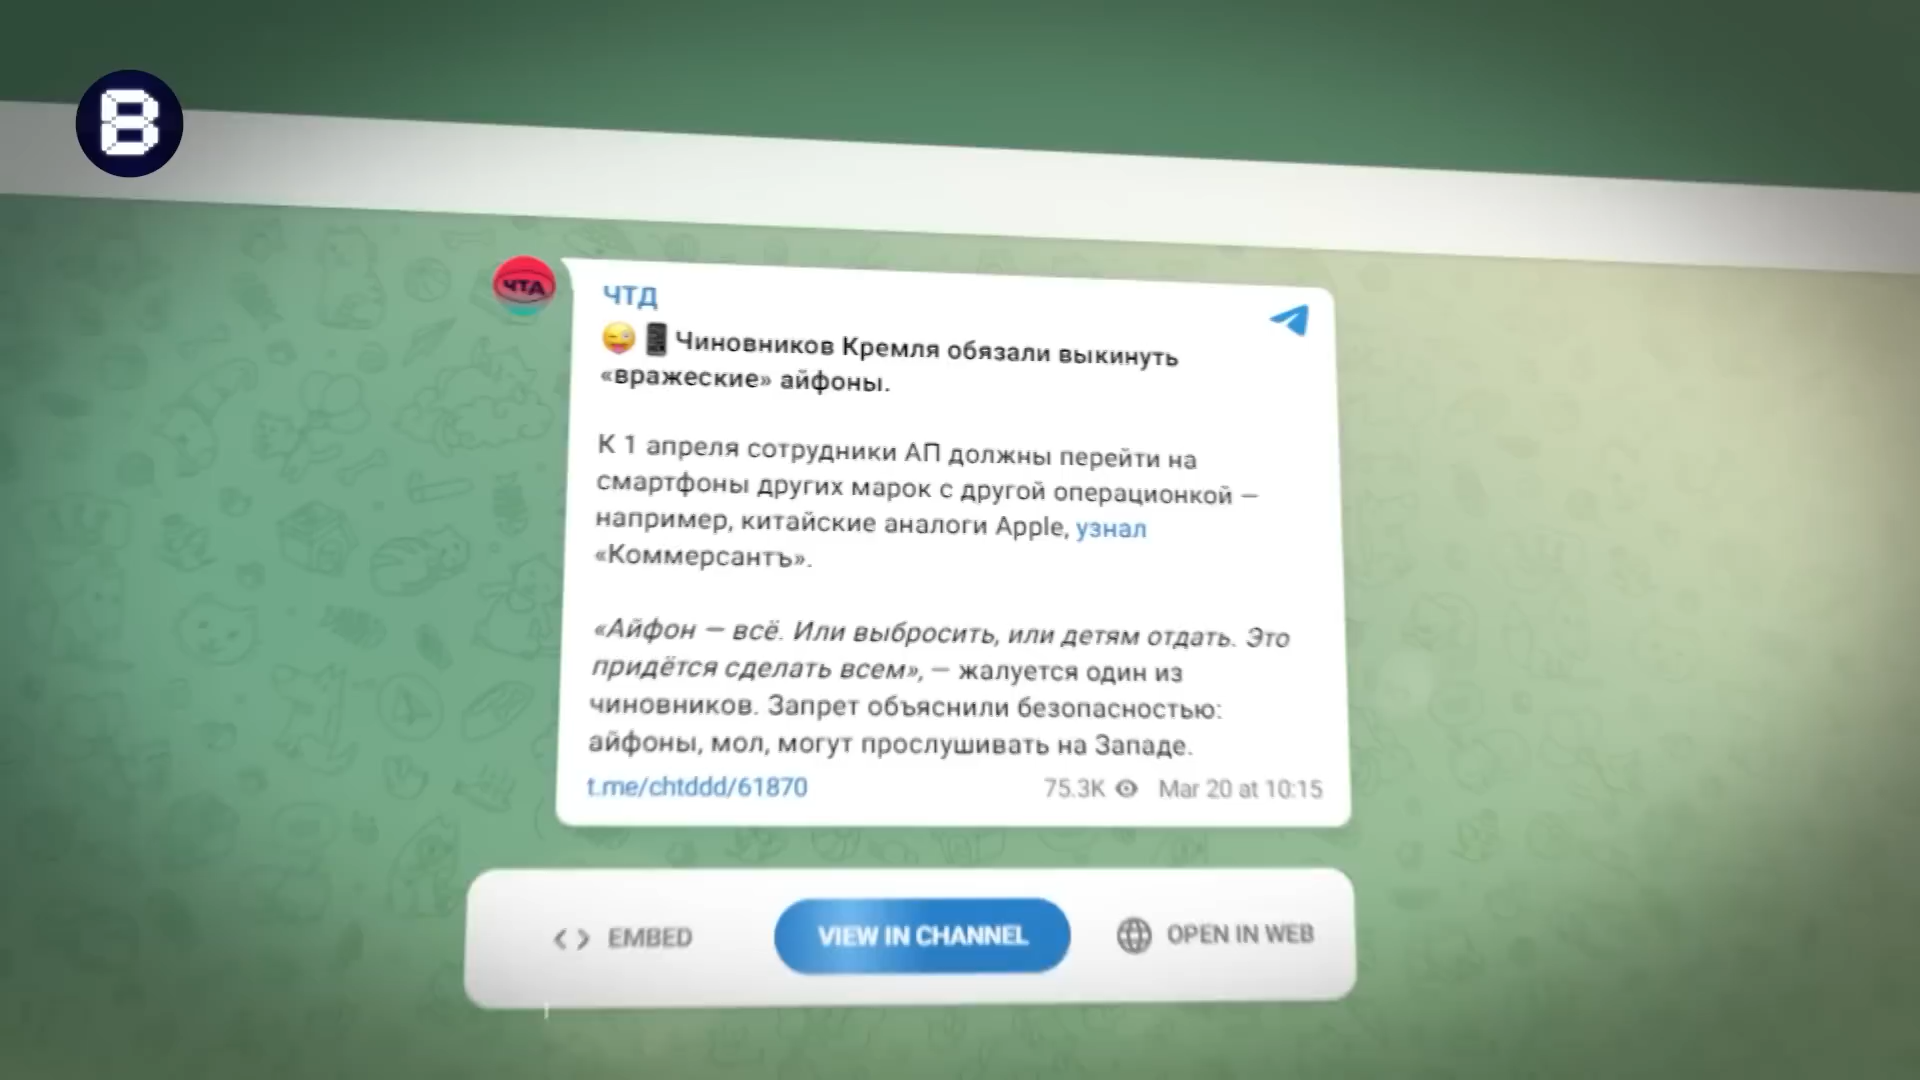 B
ЧТД
ЧТД
Чиновников Кремля обязали выкинуть
«вражеские» айфоны.
К 1 апреля сотрудники АП должны перейти на
смартфоны других марок с другой операционкой —
например, китайские аналоги Apple, узнал
«Коммерсантъ».
«Айфон — всё. Или выбросить, или детям отдать. Это
придётся сделать всем», — жалуется один из
чиновников. Запрет объяснили безопасностью:
айфоны, мол, могут прослушивать на Западе.
t.me/chtddd/61870 75.3K Mar 20 at 10:15
EMBED VIEW IN CHANNEL OPEN IN WEB